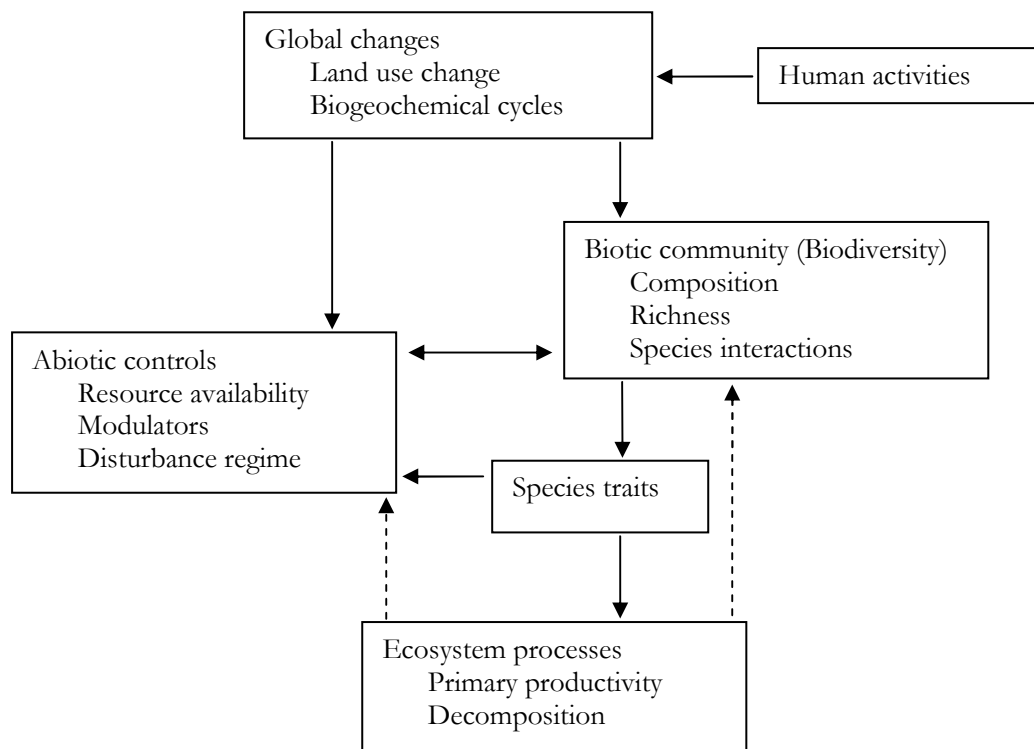 Global changes
Land use change
Biogeochemical cycles
Human activities
Biotic community (Biodiversity)
Composition
Richness
Species interactions
Abiotic controls
Resource availability
Modulators
Disturbance regime
Species traits
Ecosystem processes
Primary productivity
Decomposition